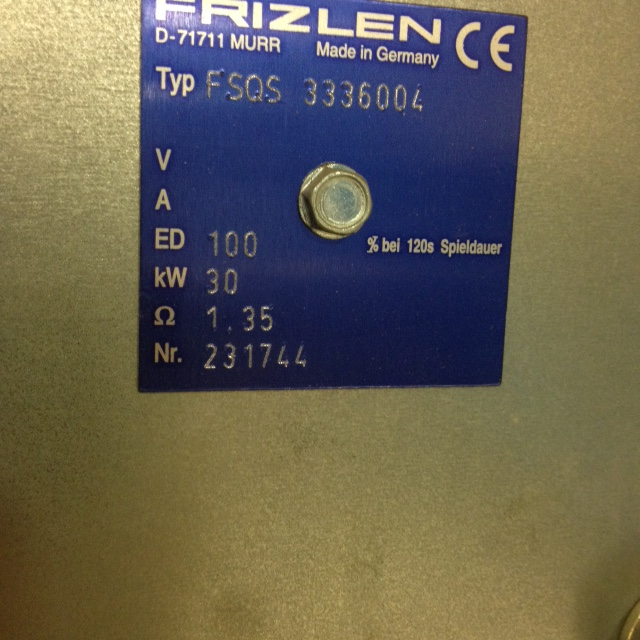 FRIZLEN
D-71711 MURR Made in Germany CE
Typ FSQS 3336004
V
A
ED 100 % bei 120s Spieldauer
kW 30
Ω 1.35
Nr. 231744